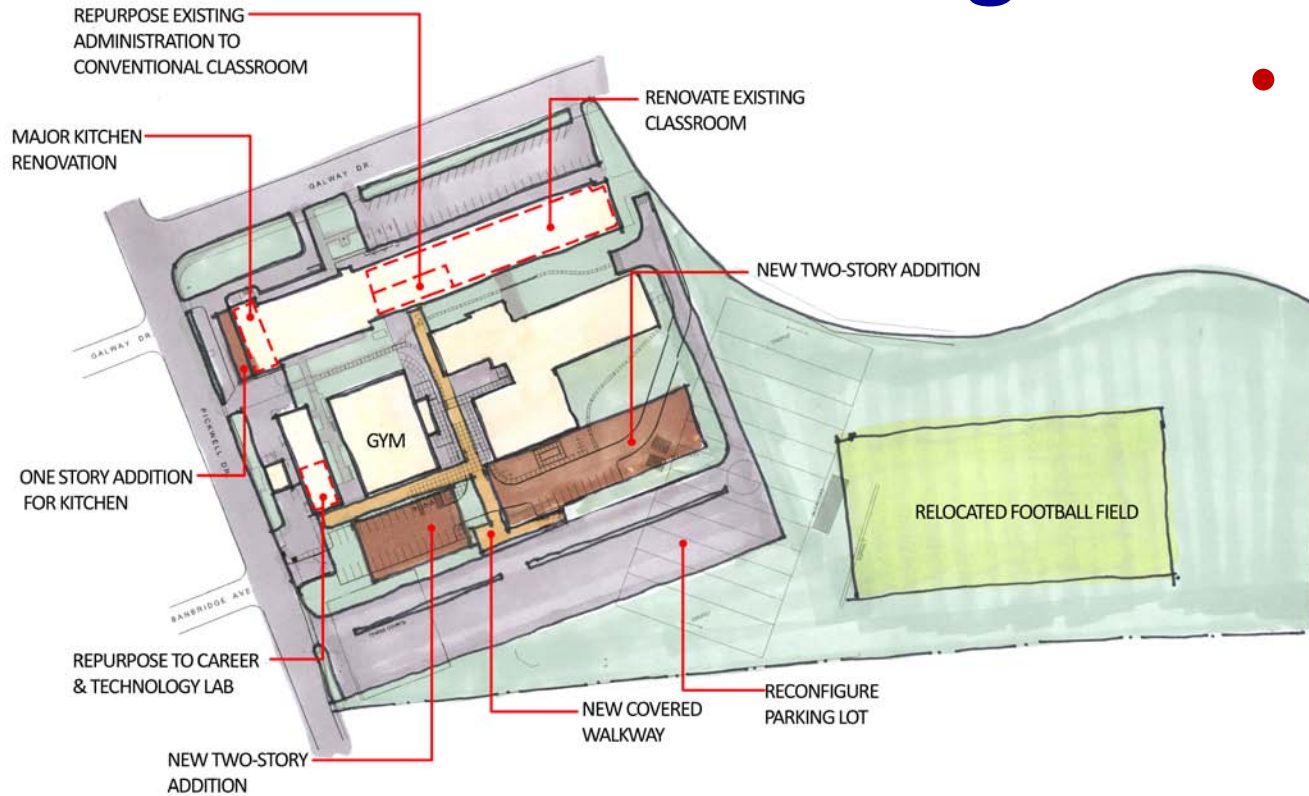 REPURPOSE EXISTING
ADMINISTRATION TO
CONVENTIONAL CLASSROOM
RENOVATE EXISTING
CLASSROOM
MAJOR KITCHEN
RENOVATION
GALWAY DR.
NEW TWO-STORY ADDITION
GALWAY DR.
PICKWELL DR.
GYM
ONE STORY ADDITION
FOR KITCHEN
RELOCATED FOOTBALL FIELD
BANBRIDGE AVE
TENNIS COURTS
REPURPOSE TO CAREER
& TECHNOLOGY LAB
RECONFIGURE
PARKING LOT
NEW COVERED
WALKWAY
NEW TWO-STORY
ADDITION